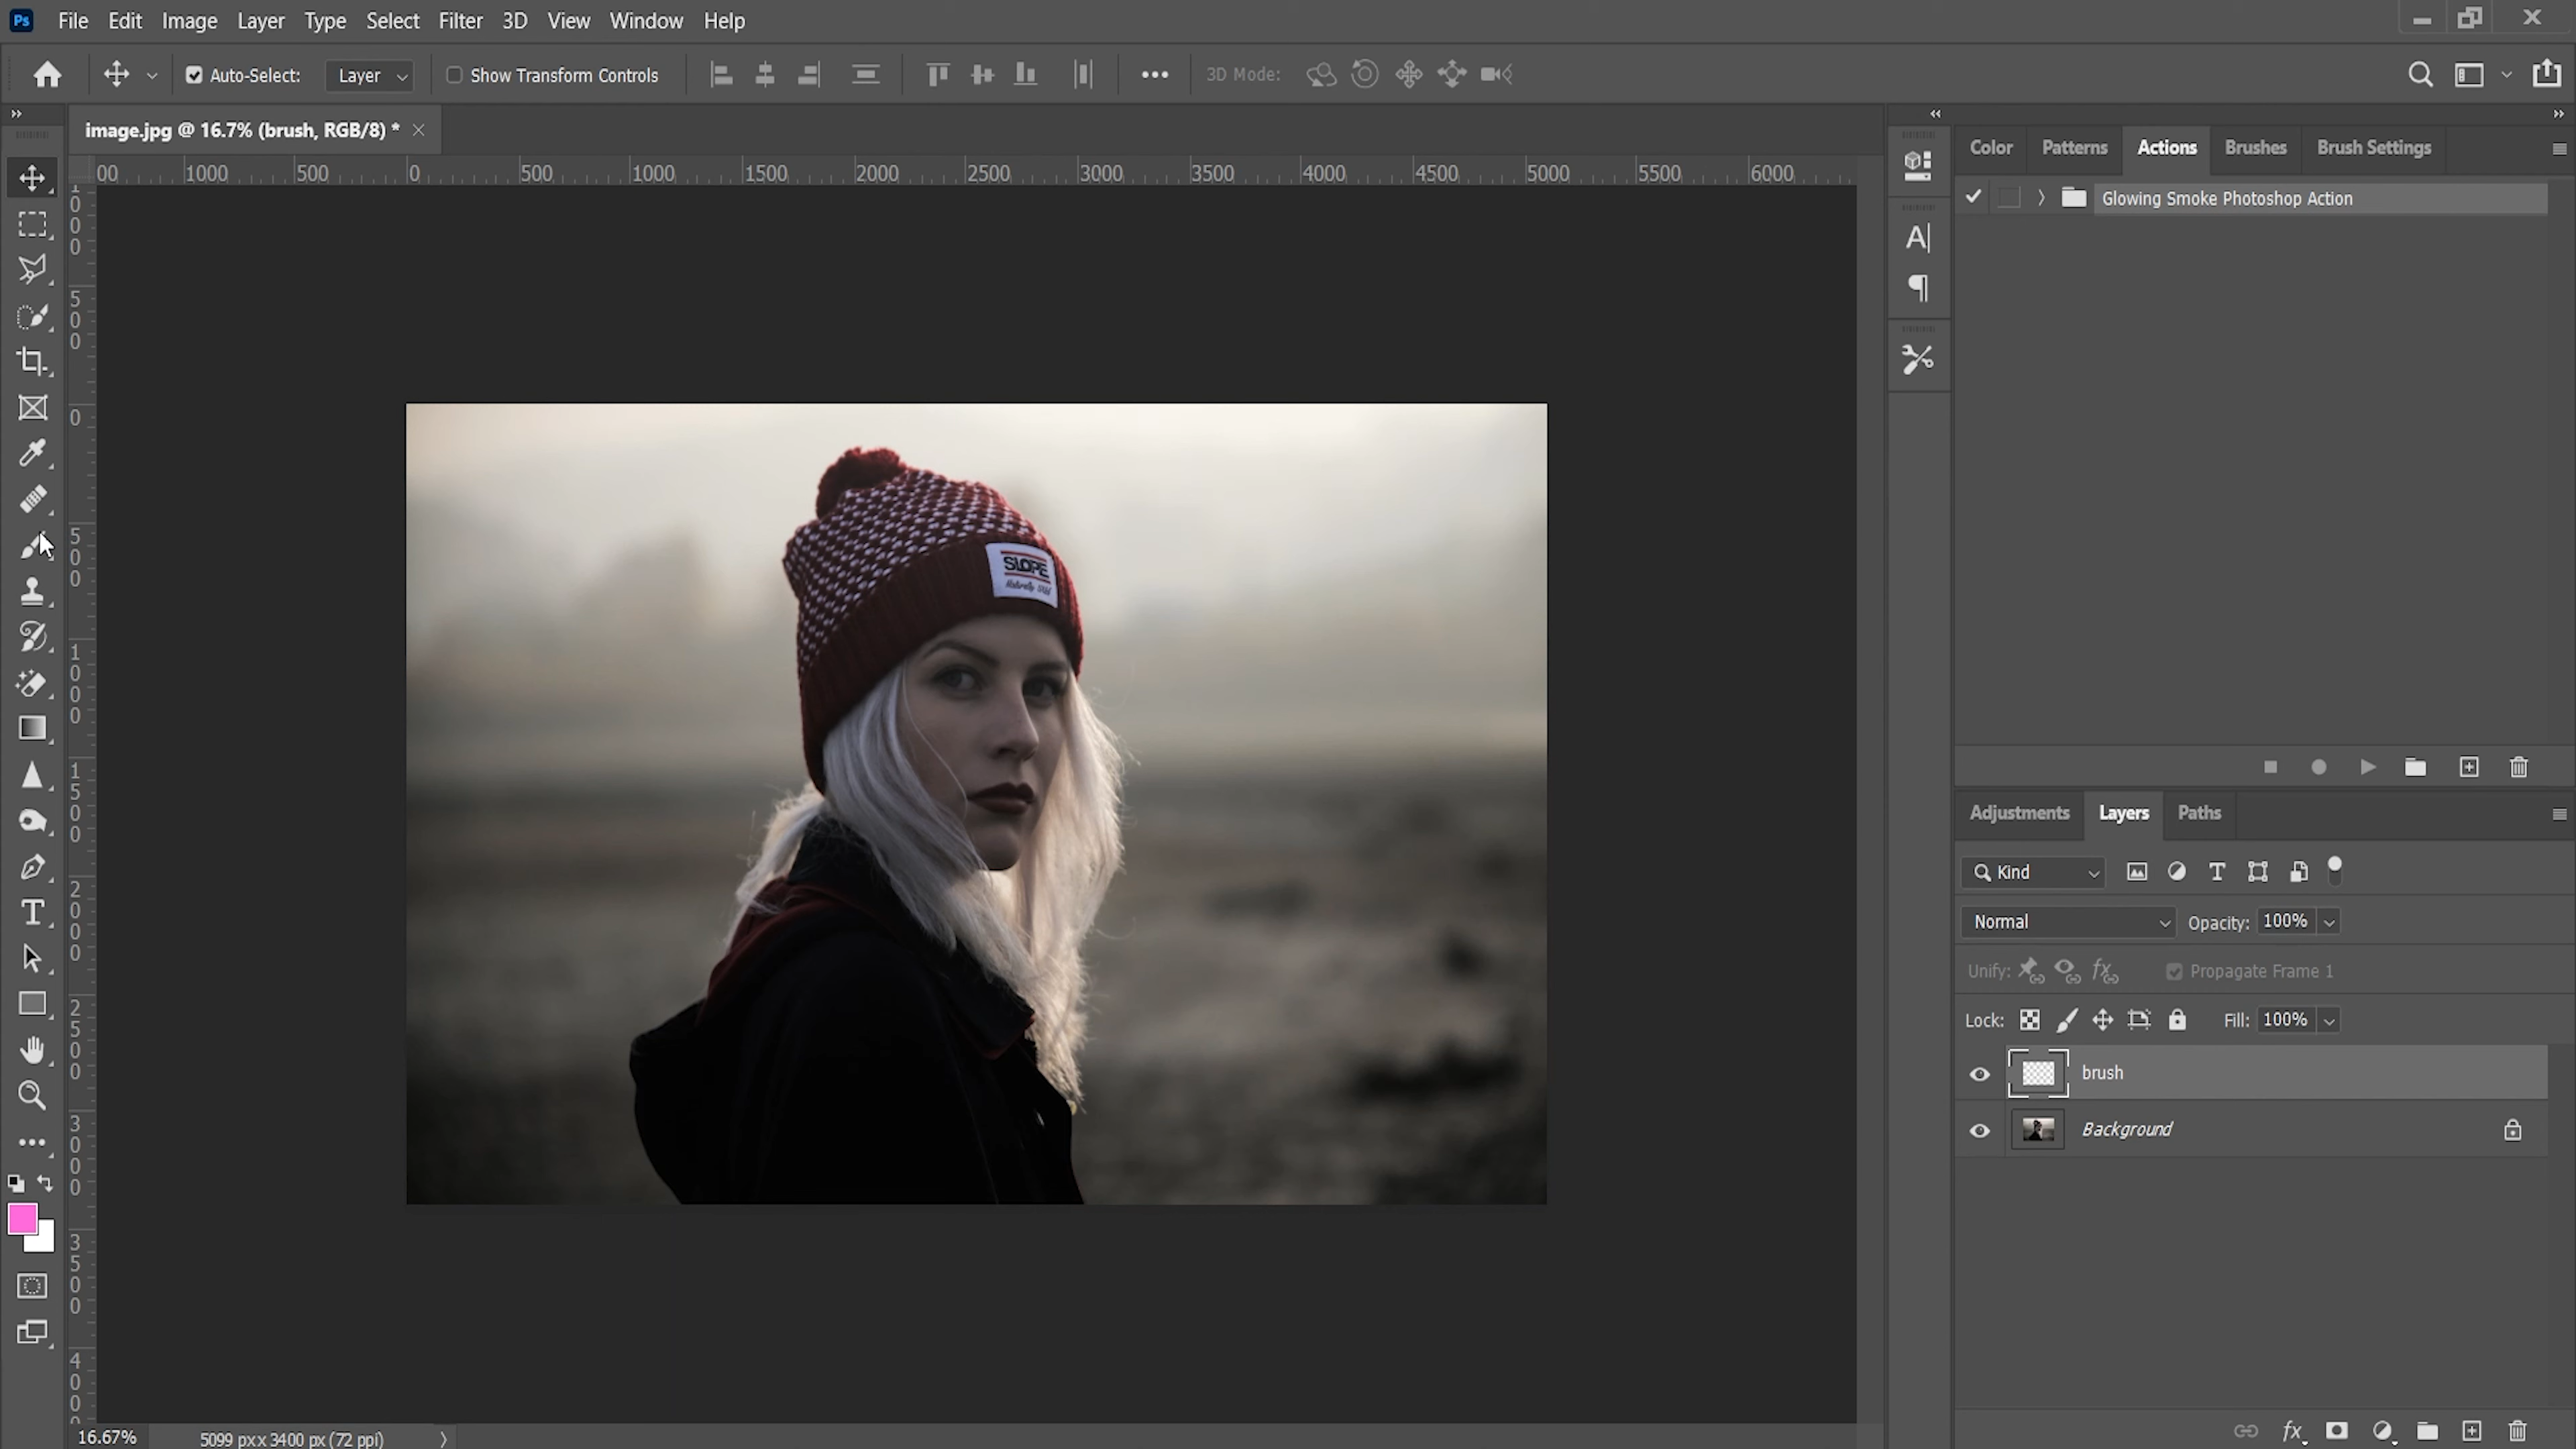 Ps File Edit Image Layer Type Select Filter 3D View Window Help
Auto-Select: Layer Show Transform Controls 3D Mode:
image.jpg @ 16.7% (brush, RGB/8) *
00 1000 500 0 500 1000 1500 2000 2500 3000 3500 4000 4500 5000 5500 6000
Color Patterns Actions Brushes Brush Settings
Glowing Smoke Photoshop Action
SLOPE
Adjustments Layers Paths
Kind
Normal Opacity: 100%
Unify: Propagate Frame 1
Lock: Fill: 100%
brush
Background
16.67% 5099 px x 3400 px (72 ppi)